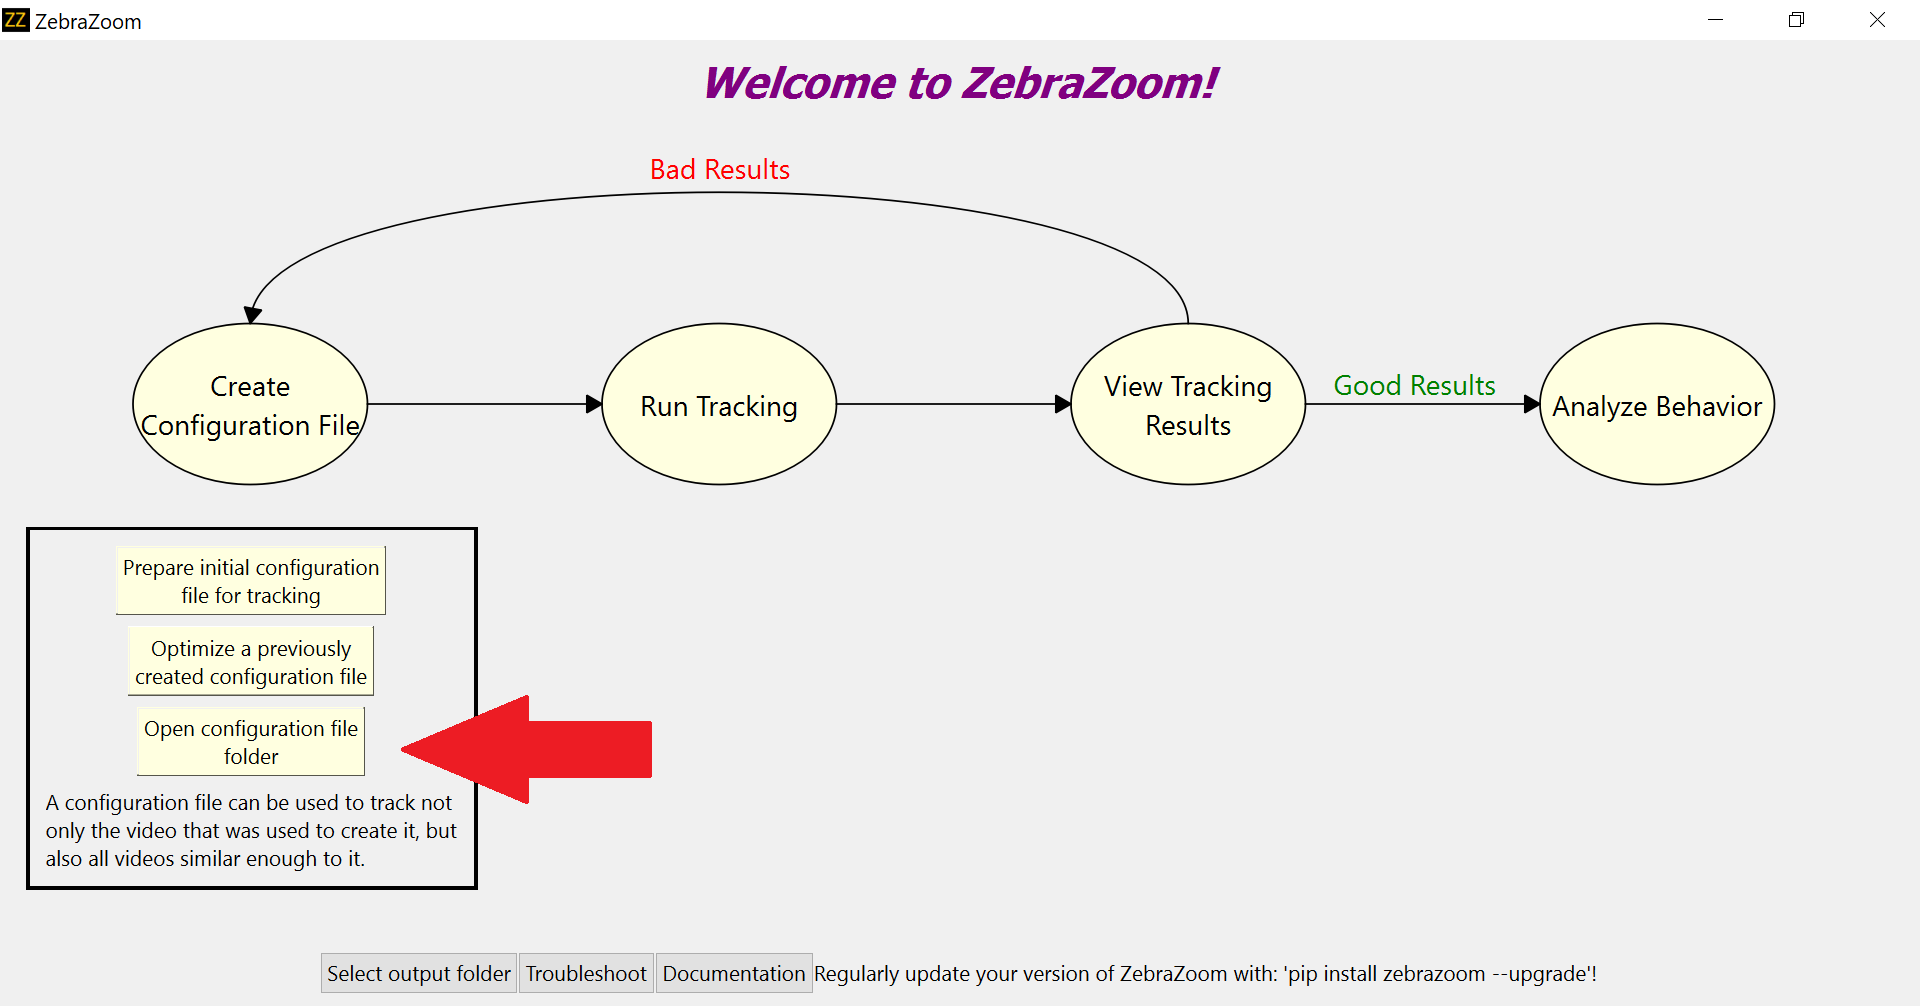 ZZ ZebraZoom
Welcome to ZebraZoom!
Bad Results
Create
Configuration File
Run Tracking
View Tracking
Results
Good Results
Analyze Behavior
Prepare initial configuration
file for tracking
Optimize a previously
created configuration file
Open configuration file
folder
A configuration file can be used to track not
only the video that was used to create it, but
also all videos similar enough to it.
Select output folder Troubleshoot Documentation Regularly update your version of ZebraZoom with: 'pip install zebrazoom --upgrade'!